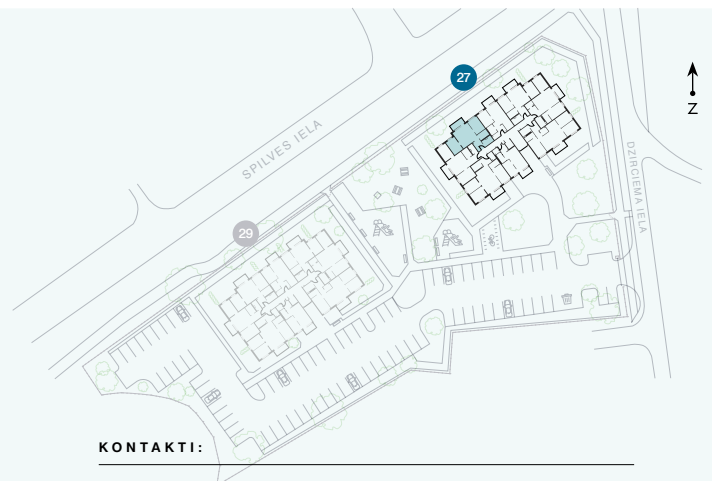 27
Z
SPILVES IELA
DZIRCIEMA IELA
29
KONTAKTI: